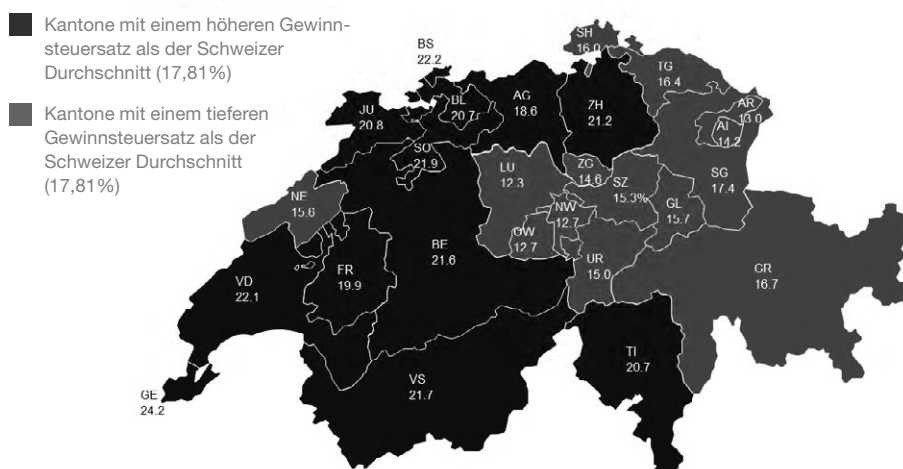 Kantone mit einem höheren Gewinn-
steuersatz als der Schweizer
Durchschnitt (17,81%)
Kantone mit einem tieferen
Gewinnsteuersatz als der
Schweizer Durchschnitt
(17,81%)
SH
16.0
BS
22.2
TG
16.4
JU
20.8
BL
20.7
AG
18.6
ZH
21.2
AR
13.0
AI
14.2
SO
21.9
LU
12.3
ZG
14.6
SZ
15.3%
SG
17.4
NE
15.6
NW
12.7
GL
15.7
OW
12.7
BE
21.6
UR
15.0
GR
16.7
VD
22.1
FR
19.9
TI
20.7
VS
21.7
GE
24.2